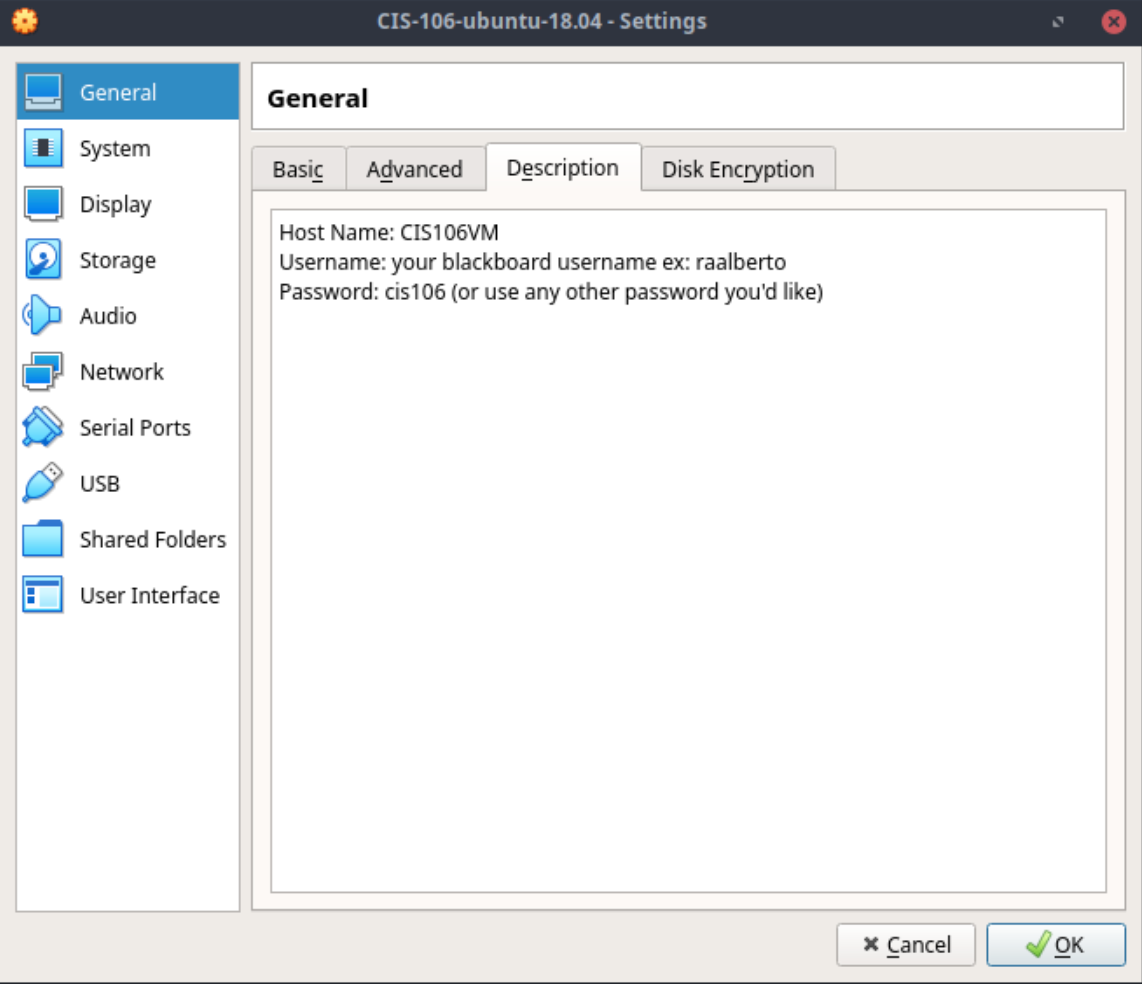 CIS-106-ubuntu-18.04 - Settings
General
System
Display
Storage
Audio
Network
Serial Ports
USB
Shared Folders
User Interface
General
Basic
Advanced
Description
Disk Encryption
Host Name: CIS106VM
Username: your blackboard username ex: raalberto
Password: cis106 (or use any other password you'd like)
Cancel
OK